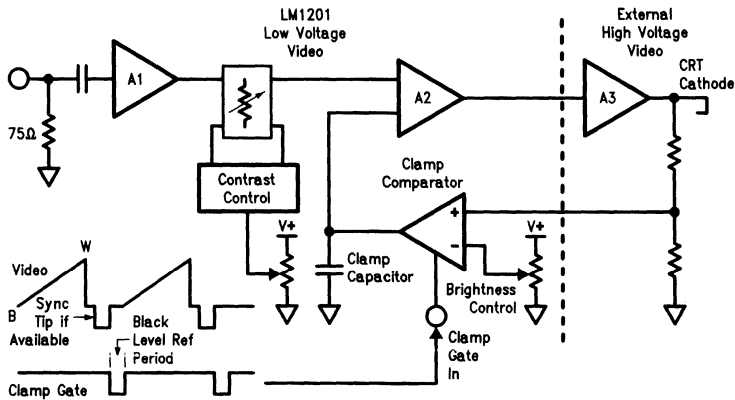 LM1201
Low Voltage
Video
External
High Voltage
Video
CRT
Cathode
A1
A2
A3
75Ω
Contrast
Control
Clamp
Comparator
+
−
V+
V+
Clamp
Capacitor
Brightness
Control
Clamp
Gate
In
W
Video
B
Sync
Tip if
Available
Black
Level Ref
Period
Clamp Gate